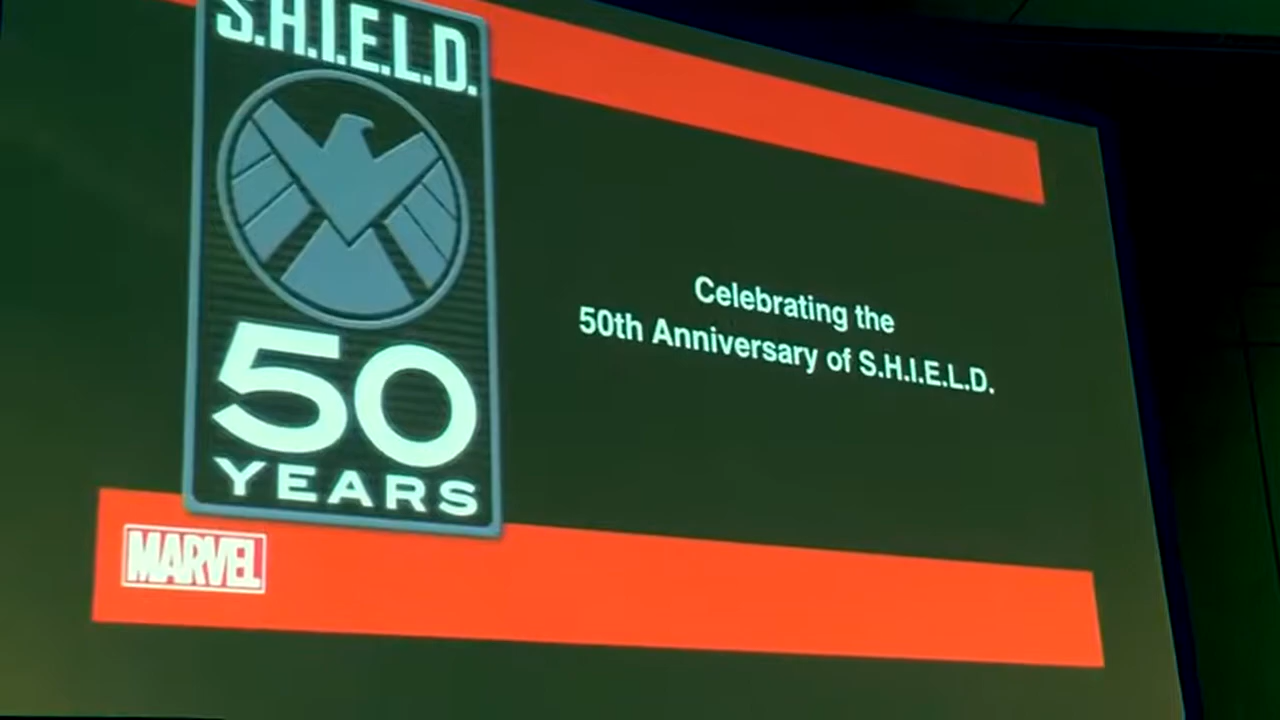 S.H.I.E.L.D.
50
YEARS
Celebrating the
50th Anniversary of S.H.I.E.L.D.
MARVEL